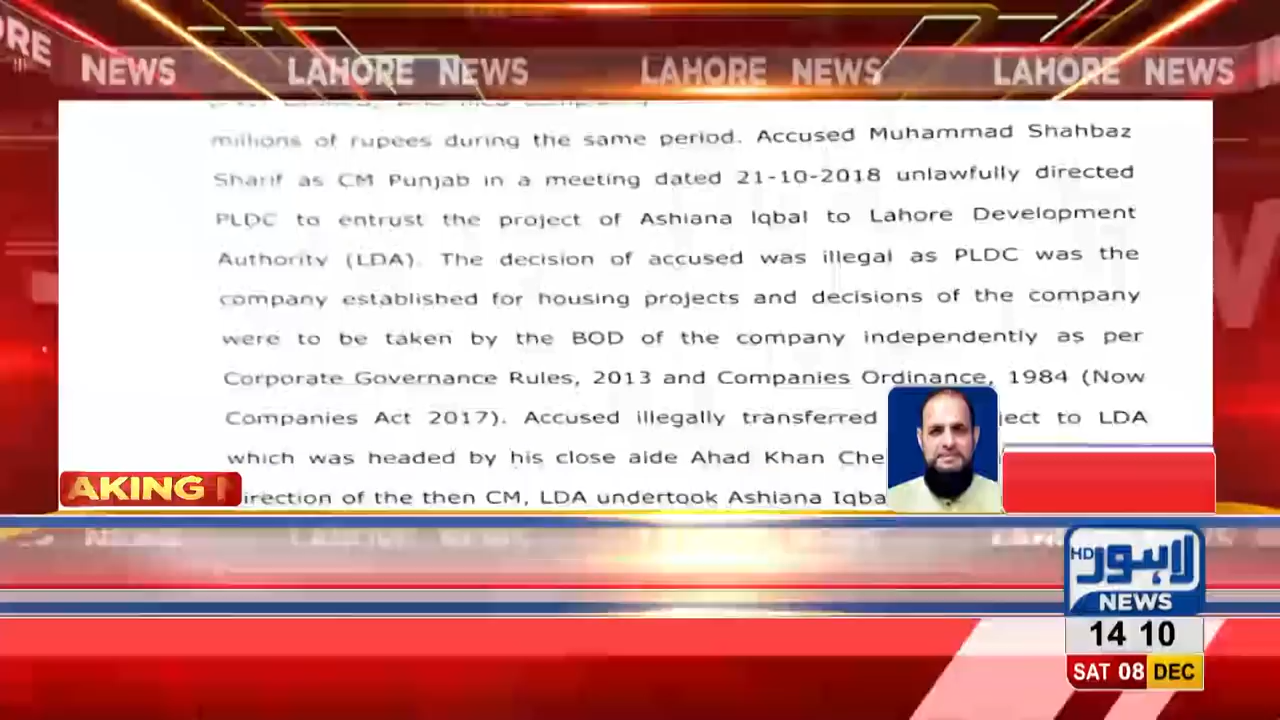 ORE
NEWS LAHORE NEWS LAHORE NEWS LAHORE NEWS
millions of rupees during the same period. Accused Muhammad Shahbaz
Sharif as CM Punjab in a meeting dated 21-10-2018 unlawfully directed
PLDC to entrust the project of Ashiana Iqbal to Lahore Development
Authority (LDA). The decision of accused was illegal as PLDC was the
company established for housing projects and decisions of the company
were to be taken by the BOD of the company independently as per
Corporate Governance Rules, 2013 and Companies Ordinance, 1984 (Now
Companies Act 2017). Accused illegally transferred ject to LDA
which was headed by his close aide Ahad Khan Che
irection of the then CM, LDA undertook Ashiana Iqba
AKING N
HD لاہور
NEWS
14 10
SAT 08 DEC